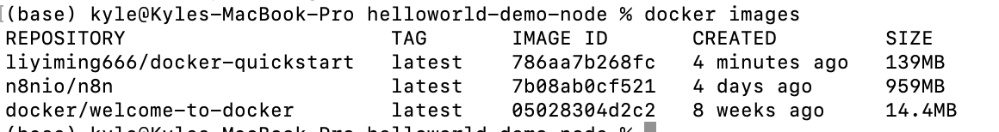 (base) kyle@Kyles-MacBook-Pro helloworld-demo-node % docker images
REPOSITORY TAG IMAGE ID CREATED SIZE
liyiming666/docker-quickstart latest 786aa7b268fc 4 minutes ago 139MB
n8nio/n8n latest 7b08ab0cf521 4 days ago 959MB
docker/welcome-to-docker latest 05028304d2c2 8 weeks ago 14.4MB
(base) kyle@Kyles-MacBook-Pro helloworld-demo-node %